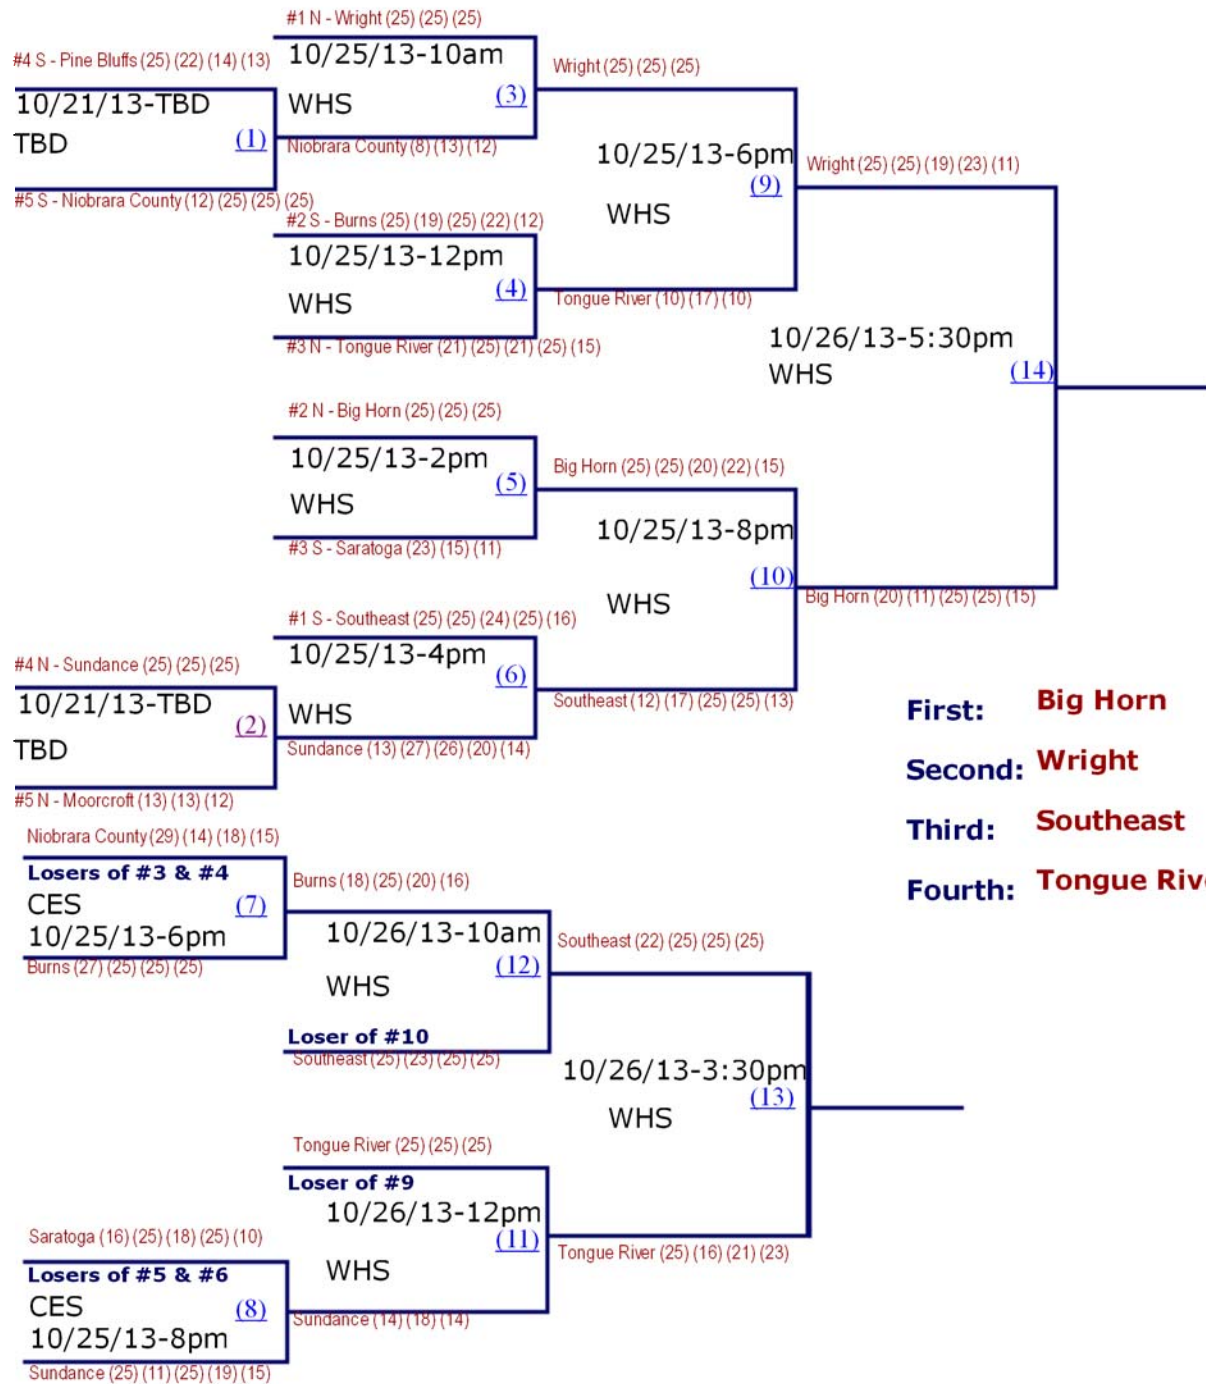 #1 N - Wright (25) (25) (25)
#4 S - Pine Bluffs (25) (22) (14) (13)
10/25/13-10am
WHS
(3)
Wright (25) (25) (25)
10/21/13-TBD
TBD
(1)
Niobrara County (8) (13) (12)
#5 S - Niobrara County (12) (25) (25) (25)
10/25/13-6pm
(9)
WHS
Wright (25) (25) (19) (23) (11)
#2 S - Burns (25) (19) (25) (22) (12)
10/25/13-12pm
WHS
(4)
Tongue River (10) (17) (10)
#3 N - Tongue River (21) (25) (21) (25) (15)
10/26/13-5:30pm
WHS
(14)
#2 N - Big Horn (25) (25) (25)
10/25/13-2pm
WHS
(5)
Big Horn (25) (25) (20) (22) (15)
#3 S - Saratoga (23) (15) (11)
10/25/13-8pm
(10)
WHS
Big Horn (20) (11) (25) (25) (15)
#1 S - Southeast (25) (25) (24) (25) (16)
10/25/13-4pm
WHS
(6)
Southeast (12) (17) (25) (25) (13)
#4 N - Sundance (25) (25) (25)
10/21/13-TBD
TBD
(2)
Sundance (13) (27) (26) (20) (14)
#5 N - Moorcroft (13) (13) (12)
First: Big Horn
Second: Wright
Third: Southeast
Fourth: Tongue Rive
Niobrara County (29) (14) (18) (15)
Losers of #3 & #4
CES
(7)
10/25/13-6pm
Burns (27) (25) (25) (25)
Burns (18) (25) (20) (16)
10/26/13-10am
(12)
WHS
Loser of #10
Southeast (25) (23) (25) (25)
Southeast (22) (25) (25) (25)
10/26/13-3:30pm
(13)
WHS
Tongue River (25) (25) (25)
Loser of #9
10/26/13-12pm
(11)
WHS
Tongue River (25) (16) (21) (23)
Saratoga (16) (25) (18) (25) (10)
Losers of #5 & #6
CES
(8)
10/25/13-8pm
Sundance (14) (18) (14)
Sundance (25) (11) (25) (19) (15)